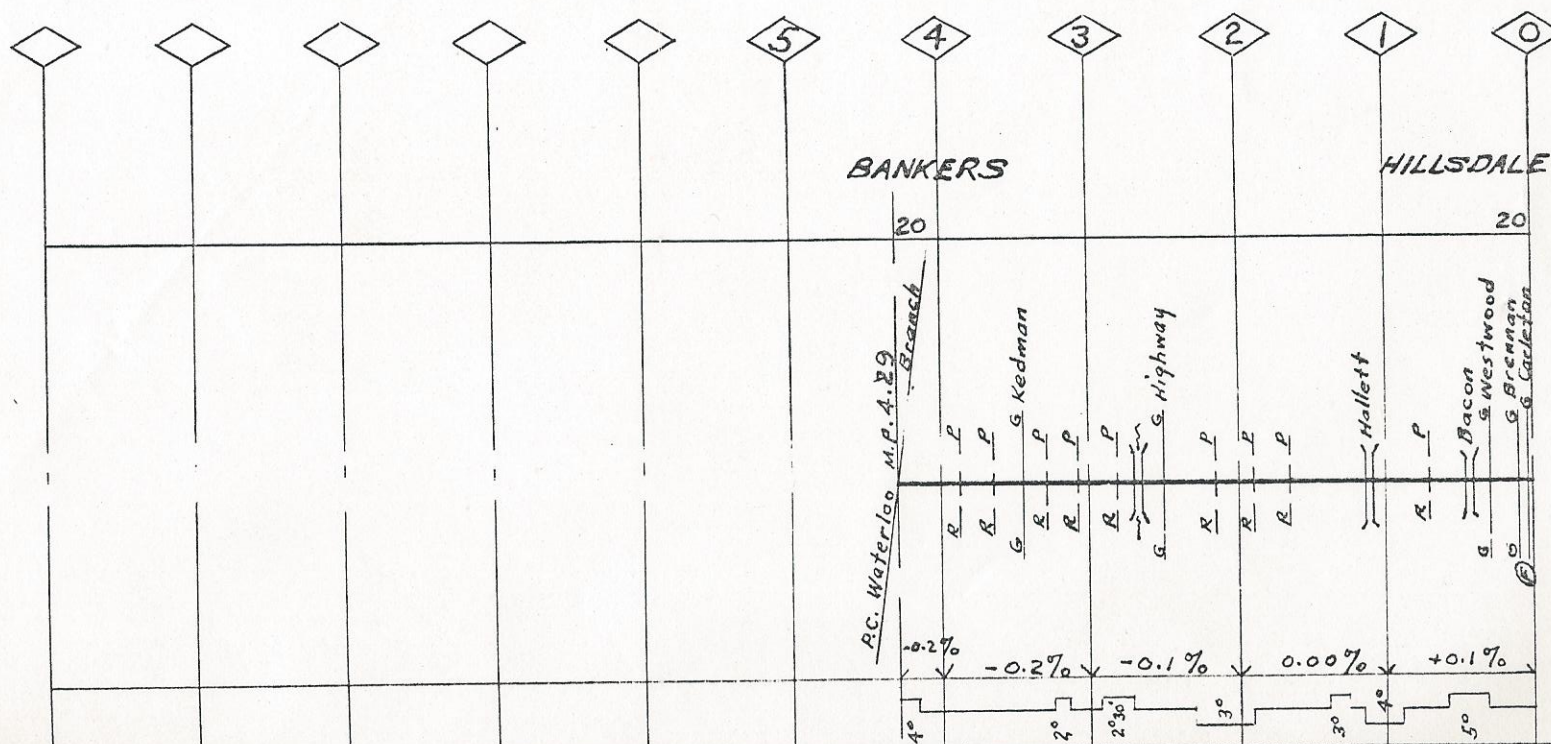 5 4 3 2 1 0
BANKERS HILLSDALE
20 20
P.C. Waterloo M.P. 4.29
Branch
Kedman
Highway
Hallett
Bacon
Westwood
Brennan
Carleton
P P G P P P G P P P P G G G
R R G R R R G R R R R G G
F
-0.2% -0.2% -0.1% 0.00% +0.1%
4° 2° 2°30' 3° 3° 4° 5°